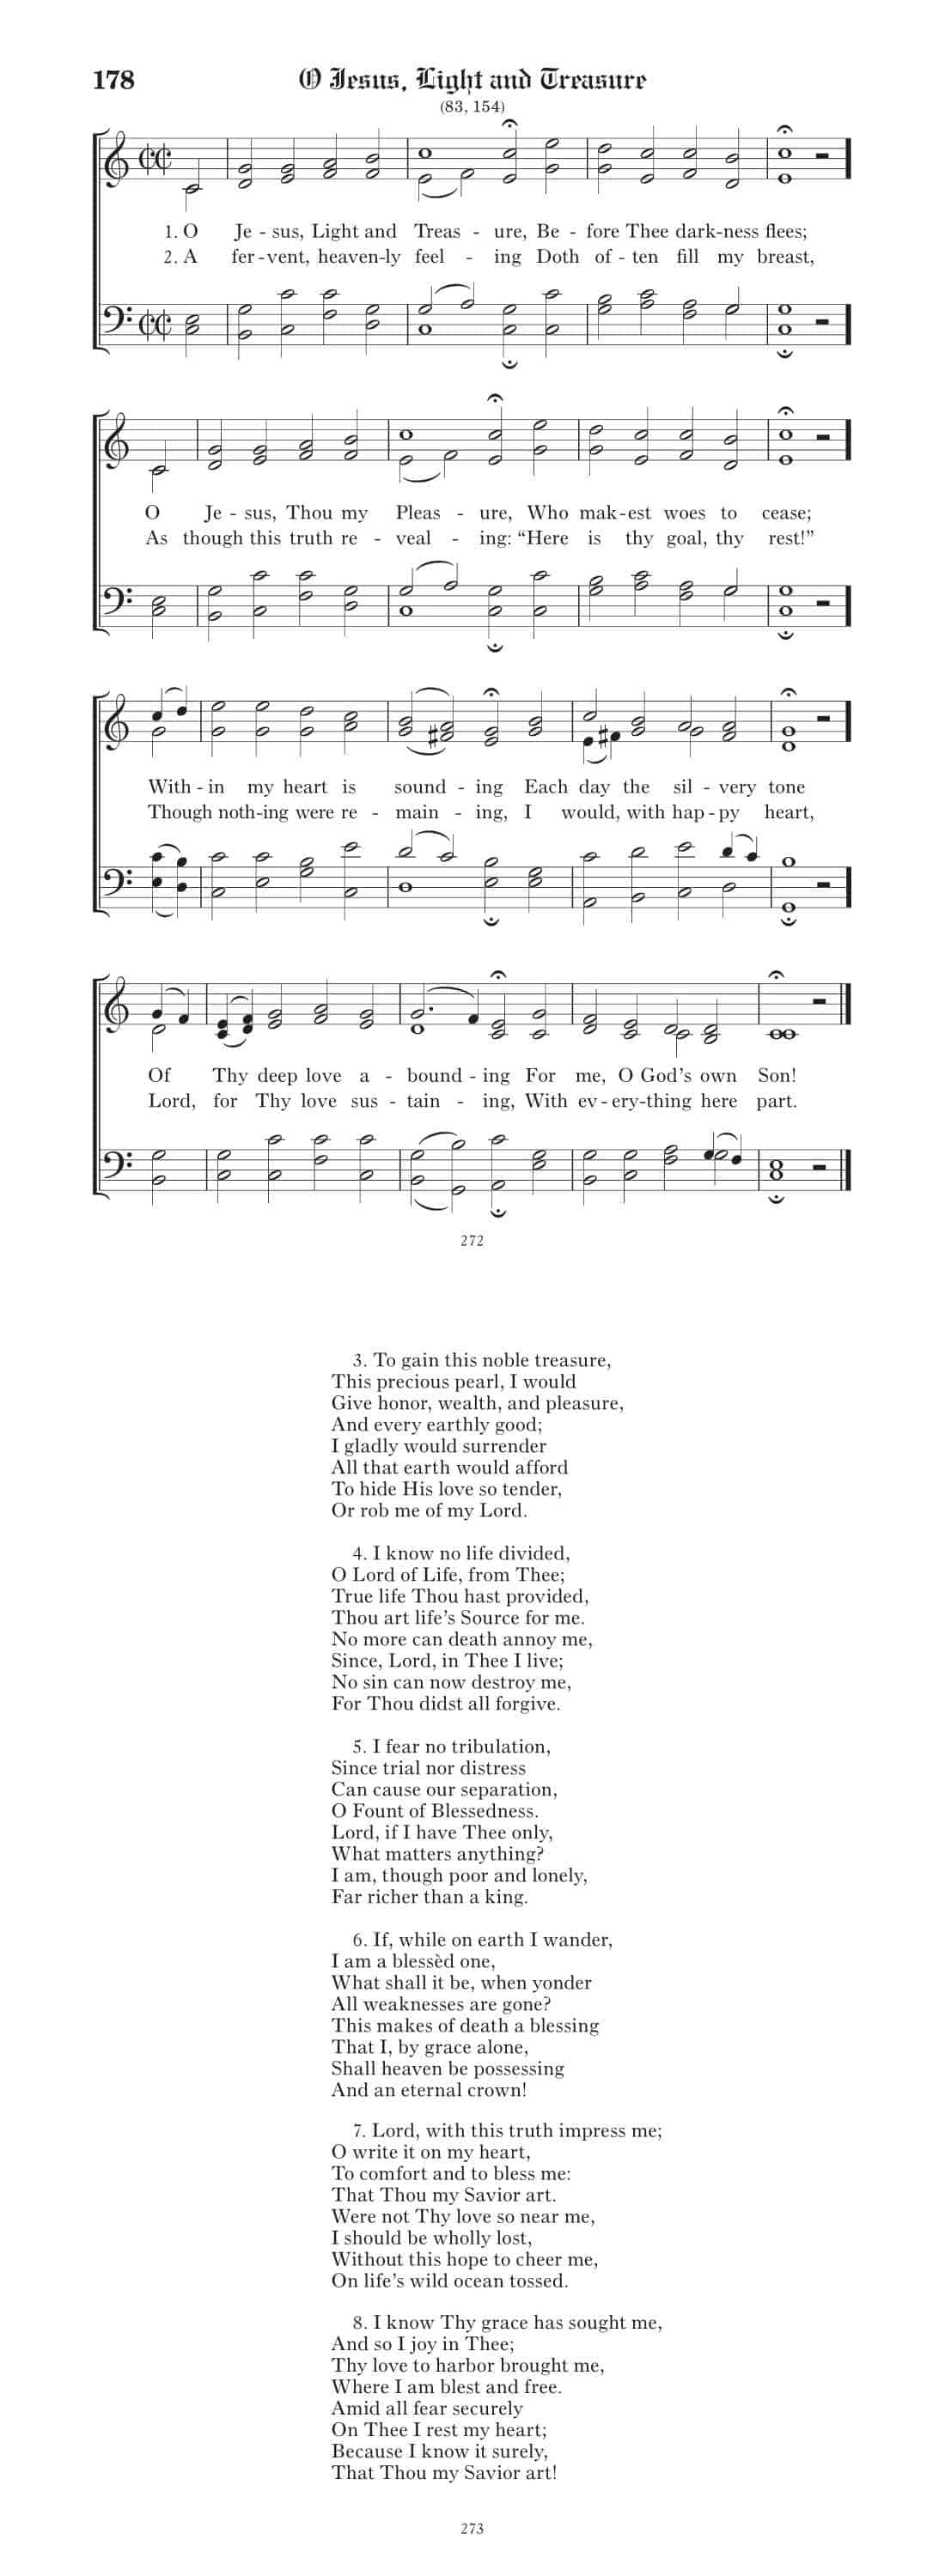 178 O Jesus, Light and Treasure
(83, 154)
1. O Je - sus, Light and Treas - ure, Be - fore Thee dark-ness flees;
2. A fer-vent, heaven-ly feel - ing Doth of - ten fill my breast,
O Je - sus, Thou my Pleas - ure, Who mak-est woes to cease;
As though this truth re - veal - ing: “Here is thy goal, thy rest!”
With - in my heart is sound - ing Each day the sil - very tone
Though noth-ing were re - main - ing, I would, with hap - py heart,
Of Thy deep love a - bound - ing For me, O God’s own Son!
Lord, for Thy love sus - tain - ing, With ev - ery-thing here part.
272
3. To gain this noble treasure,
This precious pearl, I would
Give honor, wealth, and pleasure,
And every earthly good;
I gladly would surrender
All that earth would afford
To hide His love so tender,
Or rob me of my Lord.
4. I know no life divided,
O Lord of Life, from Thee;
True life Thou hast provided,
Thou art life’s Source for me.
No more can death annoy me,
Since, Lord, in Thee I live;
No sin can now destroy me,
For Thou didst all forgive.
5. I fear no tribulation,
Since trial nor distress
Can cause our separation,
O Fount of Blessedness.
Lord, if I have Thee only,
What matters anything?
I am, though poor and lonely,
Far richer than a king.
6. If, while on earth I wander,
I am a blessèd one,
What shall it be, when yonder
All weaknesses are gone?
This makes of death a blessing
That I, by grace alone,
Shall heaven be possessing
And an eternal crown!
7. Lord, with this truth impress me;
O write it on my heart,
To comfort and to bless me:
That Thou my Savior art.
Were not Thy love so near me,
I should be wholly lost,
Without this hope to cheer me,
On life’s wild ocean tossed.
8. I know Thy grace has sought me,
And so I joy in Thee;
Thy love to harbor brought me,
Where I am blest and free.
Amid all fear securely
On Thee I rest my heart;
Because I know it surely,
That Thou my Savior art!
273